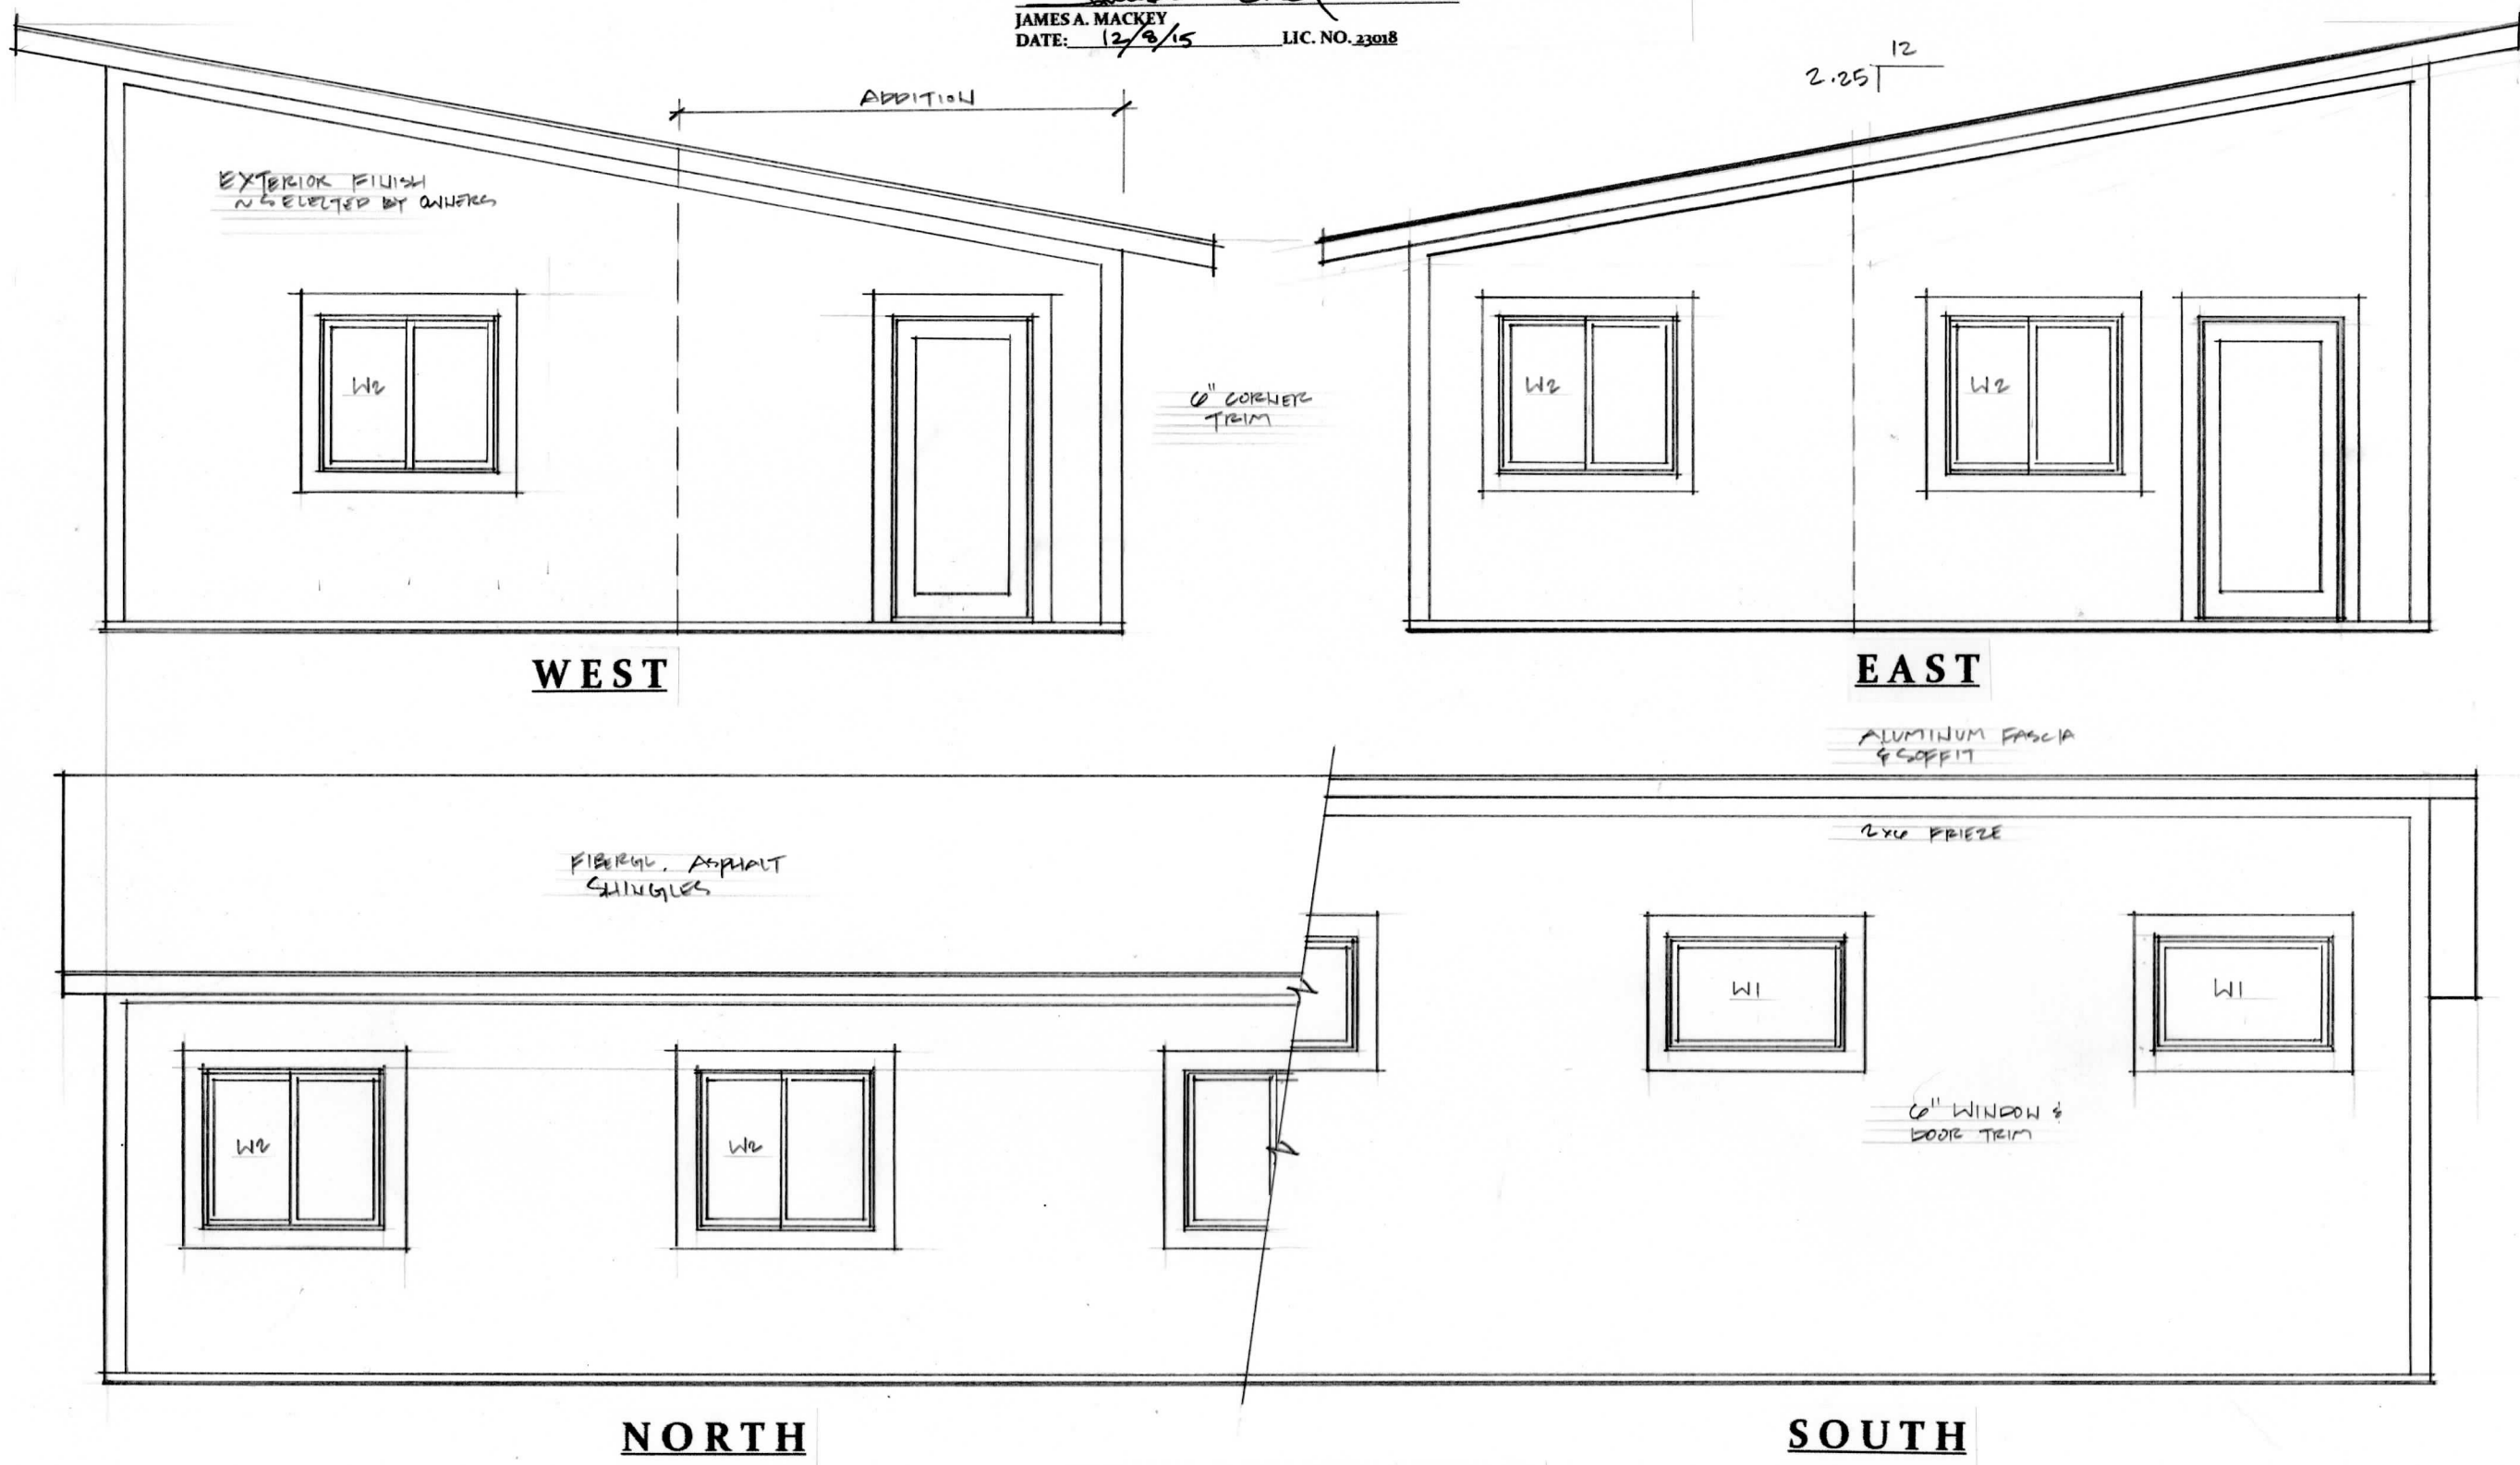 JAMES A. MACKEY
DATE: 12/8/15 LIC. NO. 23018
12
2.25
ADDITION
EXTERIOR FINISH
~ SELECTED BY OWNERS
W2
6" CORNER
TRIM
W2
W2
WEST
EAST
ALUMINUM FASCIA
& SOFFIT
2x6 FRIEZE
FIBERGL. ASPHALT
SHINGLES
W1
W1
6" WINDOW &
DOOR TRIM
W2
W2
NORTH
SOUTH